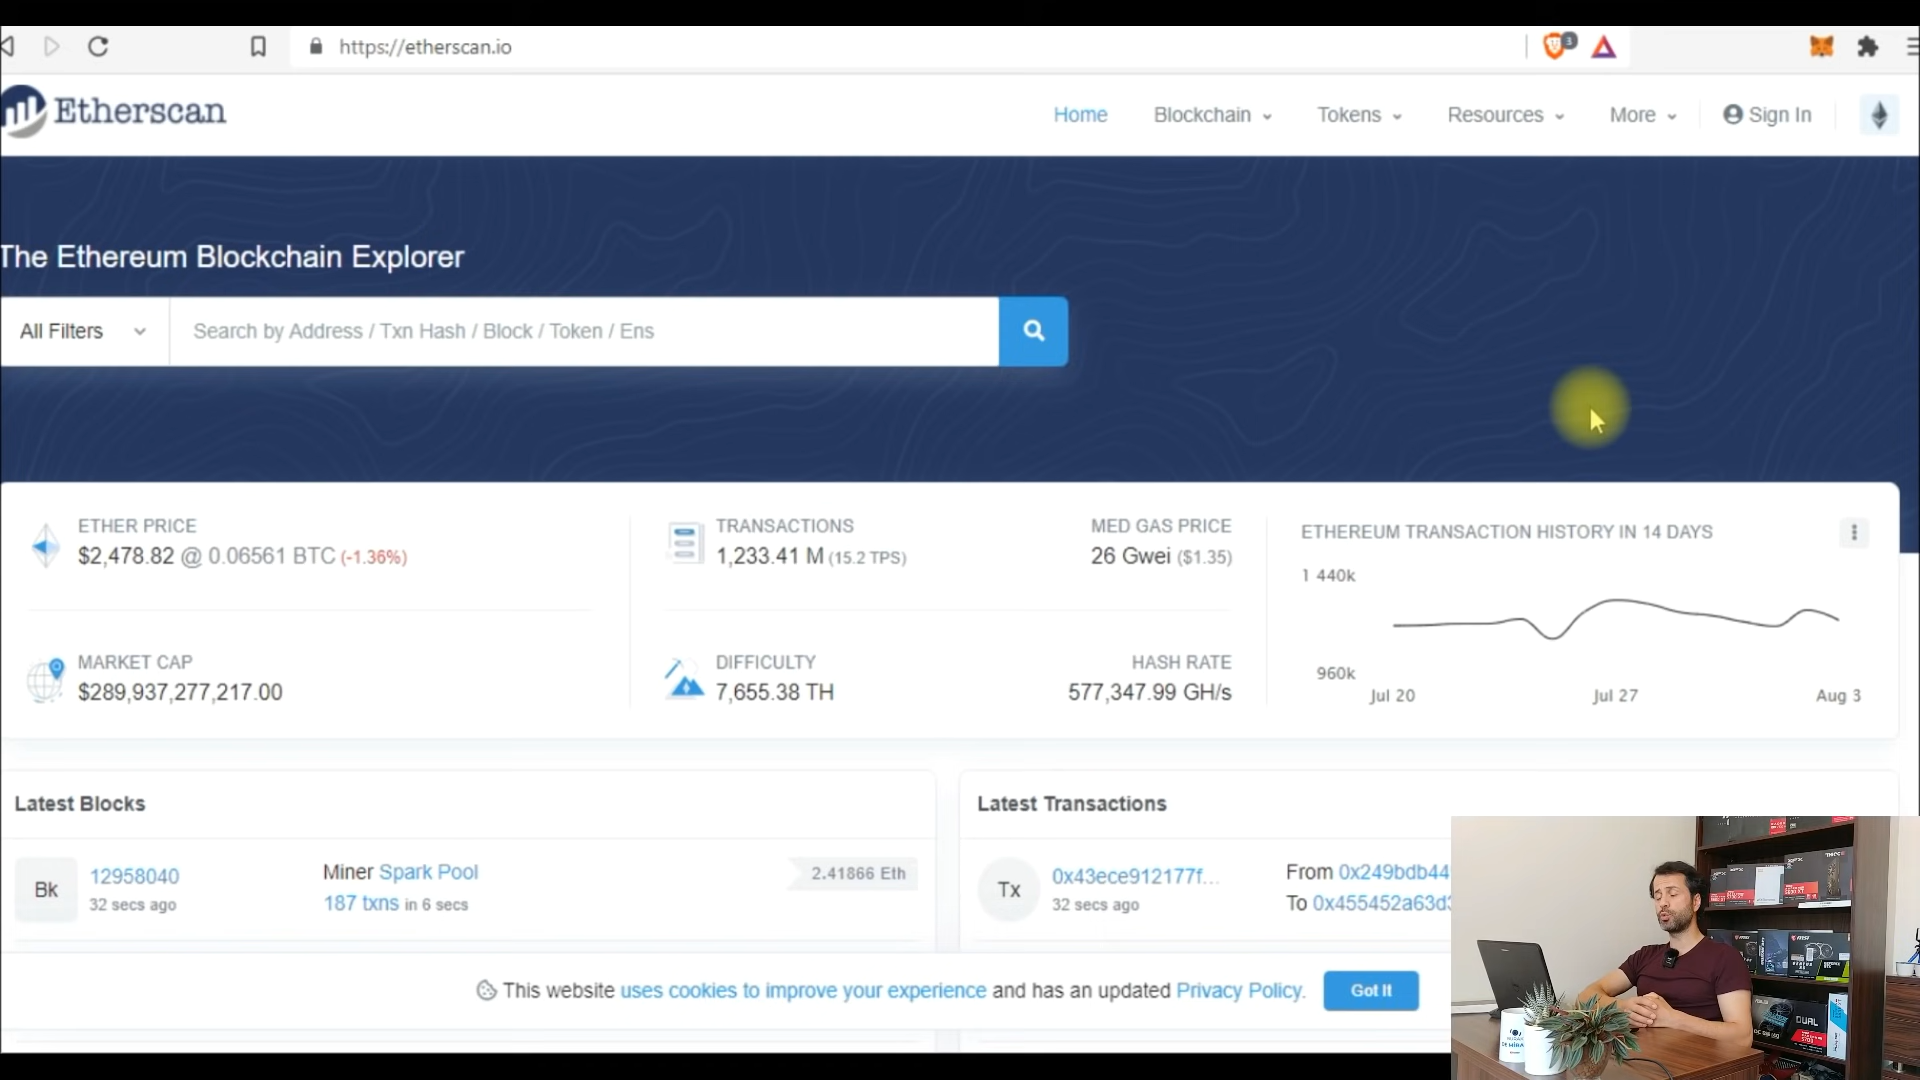 3
https://etherscan.io
Etherscan
Home
Blockchain
Tokens
Resources
More
Sign In
The Ethereum Blockchain Explorer
All Filters
Search by Address / Txn Hash / Block / Token / Ens
ETHER PRICE
$2,478.82 @ 0.06561 BTC (-1.36%)
MARKET CAP
$289,937,277,217.00
TRANSACTIONS
1,233.41 M (15.2 TPS)
MED GAS PRICE
26 Gwei ($1.35)
DIFFICULTY
7,655.38 TH
HASH RATE
577,347.99 GH/s
ETHEREUM TRANSACTION HISTORY IN 14 DAYS
1 440k
960k
Jul 20
Jul 27
Aug 3
Latest Blocks
Bk
12958040
32 secs ago
Miner Spark Pool
187 txns in 6 secs
2.41866 Eth
Latest Transactions
Tx
0x43ece912177f...
32 secs ago
From 0x249bdb44
To 0x455452a63d
This website uses cookies to improve your experience and has an updated Privacy Policy.
Got It
DUAL